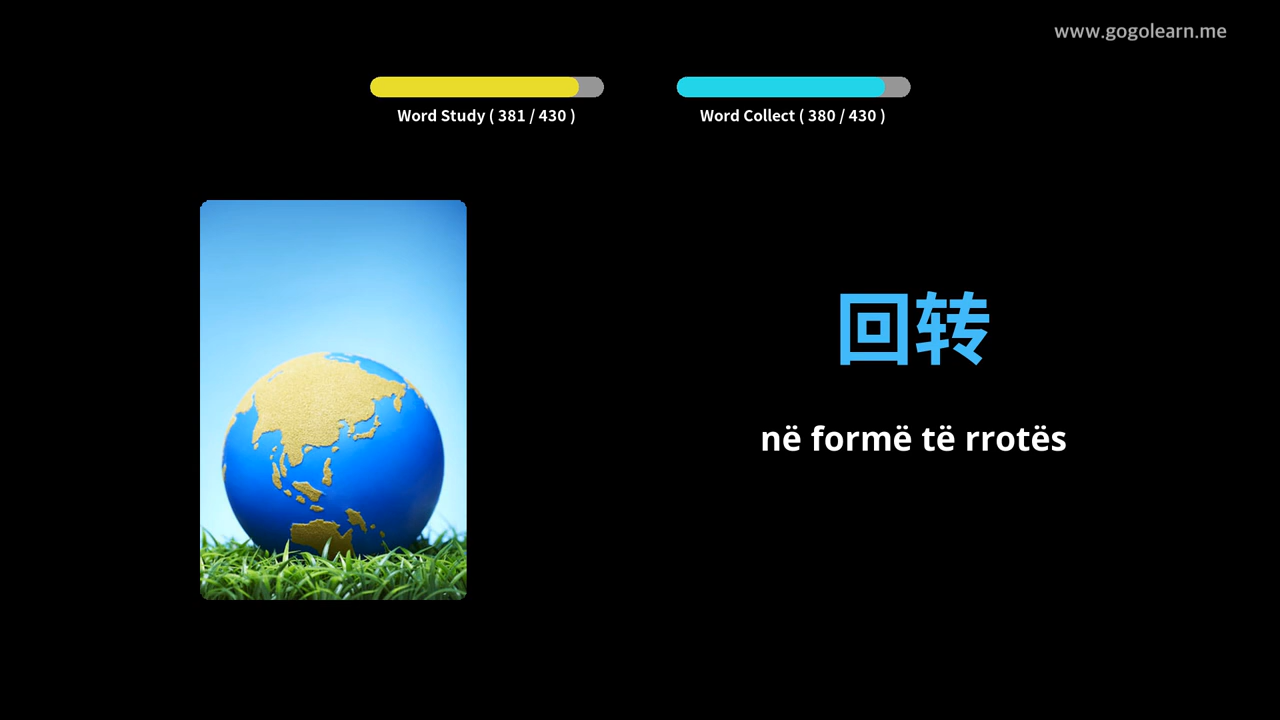 www.gogolearn.me
Word Study ( 381 / 430 )
Word Collect ( 380 / 430 )
回转
në formë të rrotës